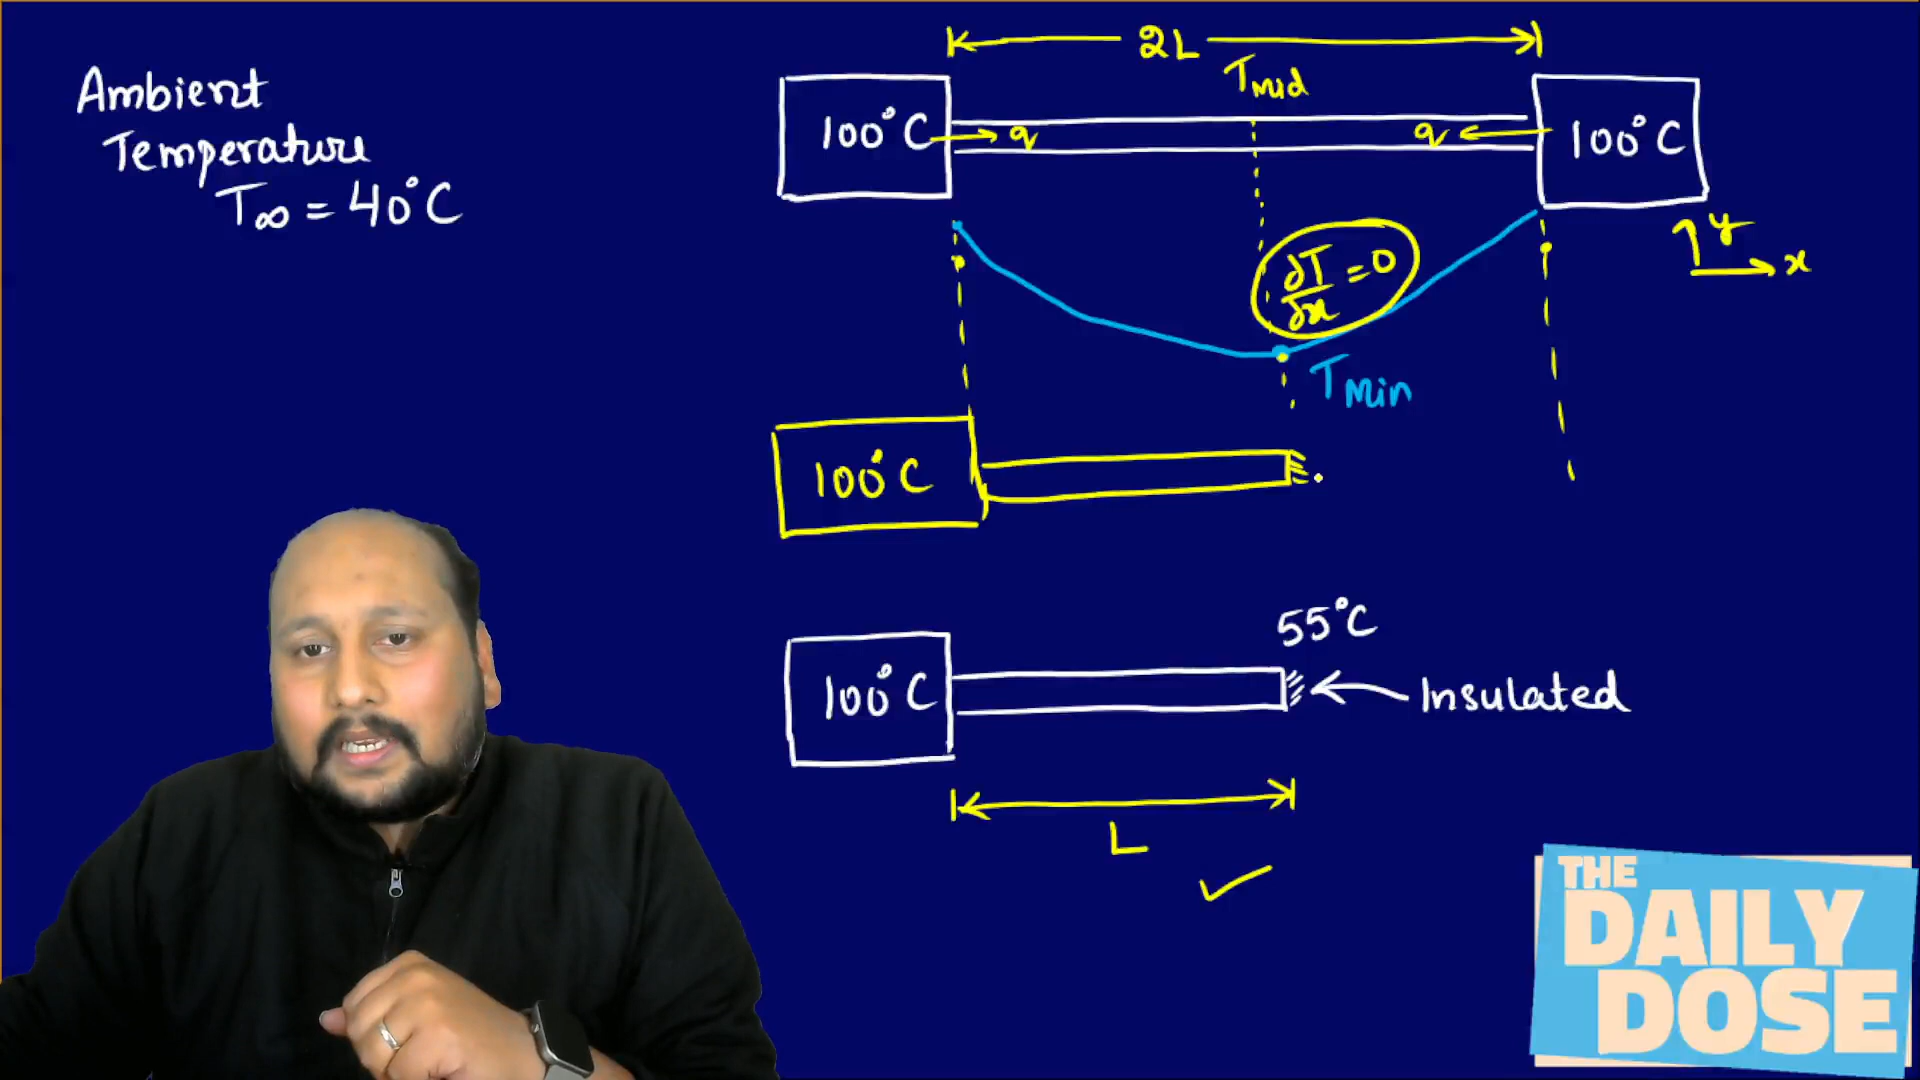 Ambient
Temperature
T∞ = 40°C
2L
Tmid
100°C
q
q
100°C
y
x
∂T/∂x = 0
TMin
100°C
55°C
100°C
Insulated
L
THE
DAILY
DOSE